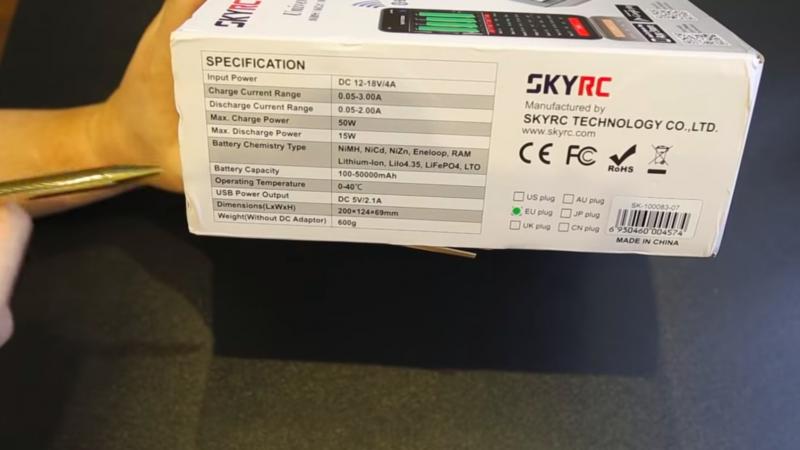 SKYRC
SPECIFICATION
Input Power DC 12-18V/4A
Charge Current Range 0.05-3.00A
Discharge Current Range 0.05-2.00A
Max. Charge Power 50W
Max. Discharge Power 15W
Battery Chemistry Type NiMH, NiCd, NiZn, Eneloop, RAM
Lithium-Ion, LiIo4.35, LiFePO4, LTO
Battery Capacity 100-50000mAh
Operating Temperature 0-40℃
USB Power Output DC 5V/2.1A
Dimensions(LxWxH) 200×124×69mm
Weight(Without DC Adaptor) 600g
SKYRC
Manufactured by
SKYRC TECHNOLOGY CO.,LTD.
www.skyrc.com
CE FC RoHS
US plug AU plug
EU plug JP plug
UK plug CN plug
SK-100083-07
6 930460 004574
MADE IN CHINA